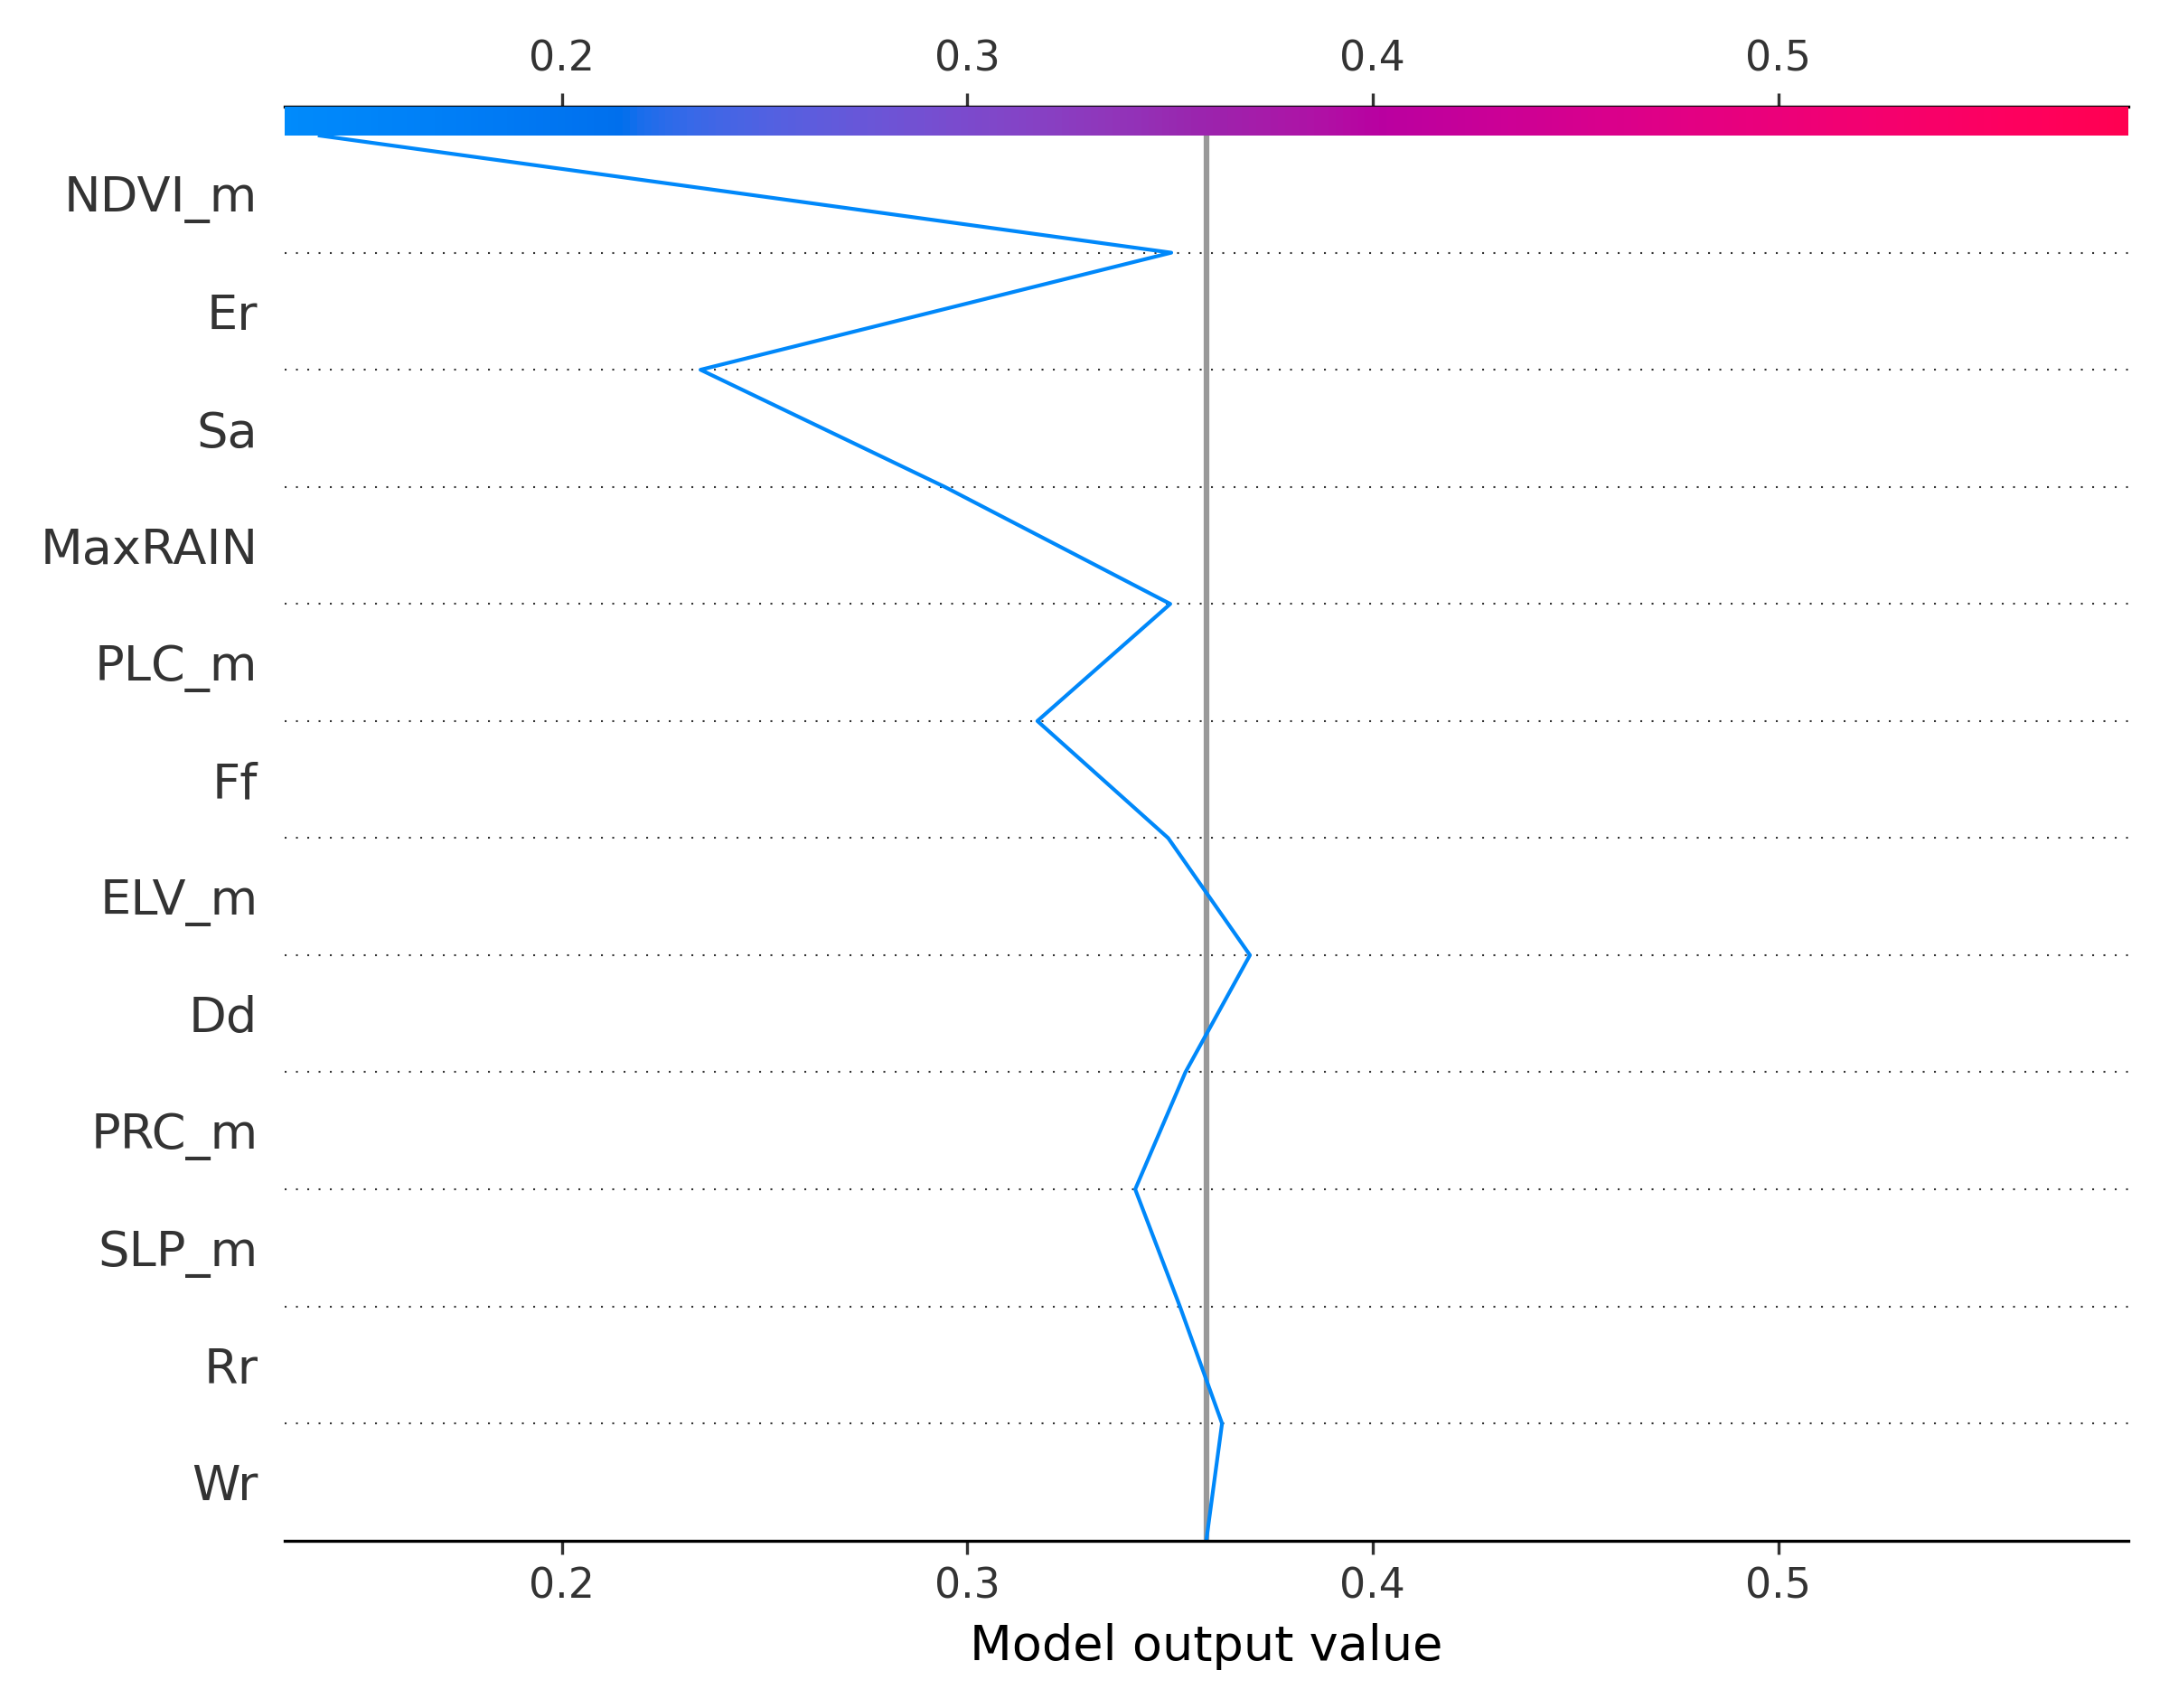 0.2 0.3 0.4 0.5
NDVI_m
Er
Sa
MaxRAIN
PLC_m
Ff
ELV_m
Dd
PRC_m
SLP_m
Rr
Wr
0.2 0.3 0.4 0.5
Model output value